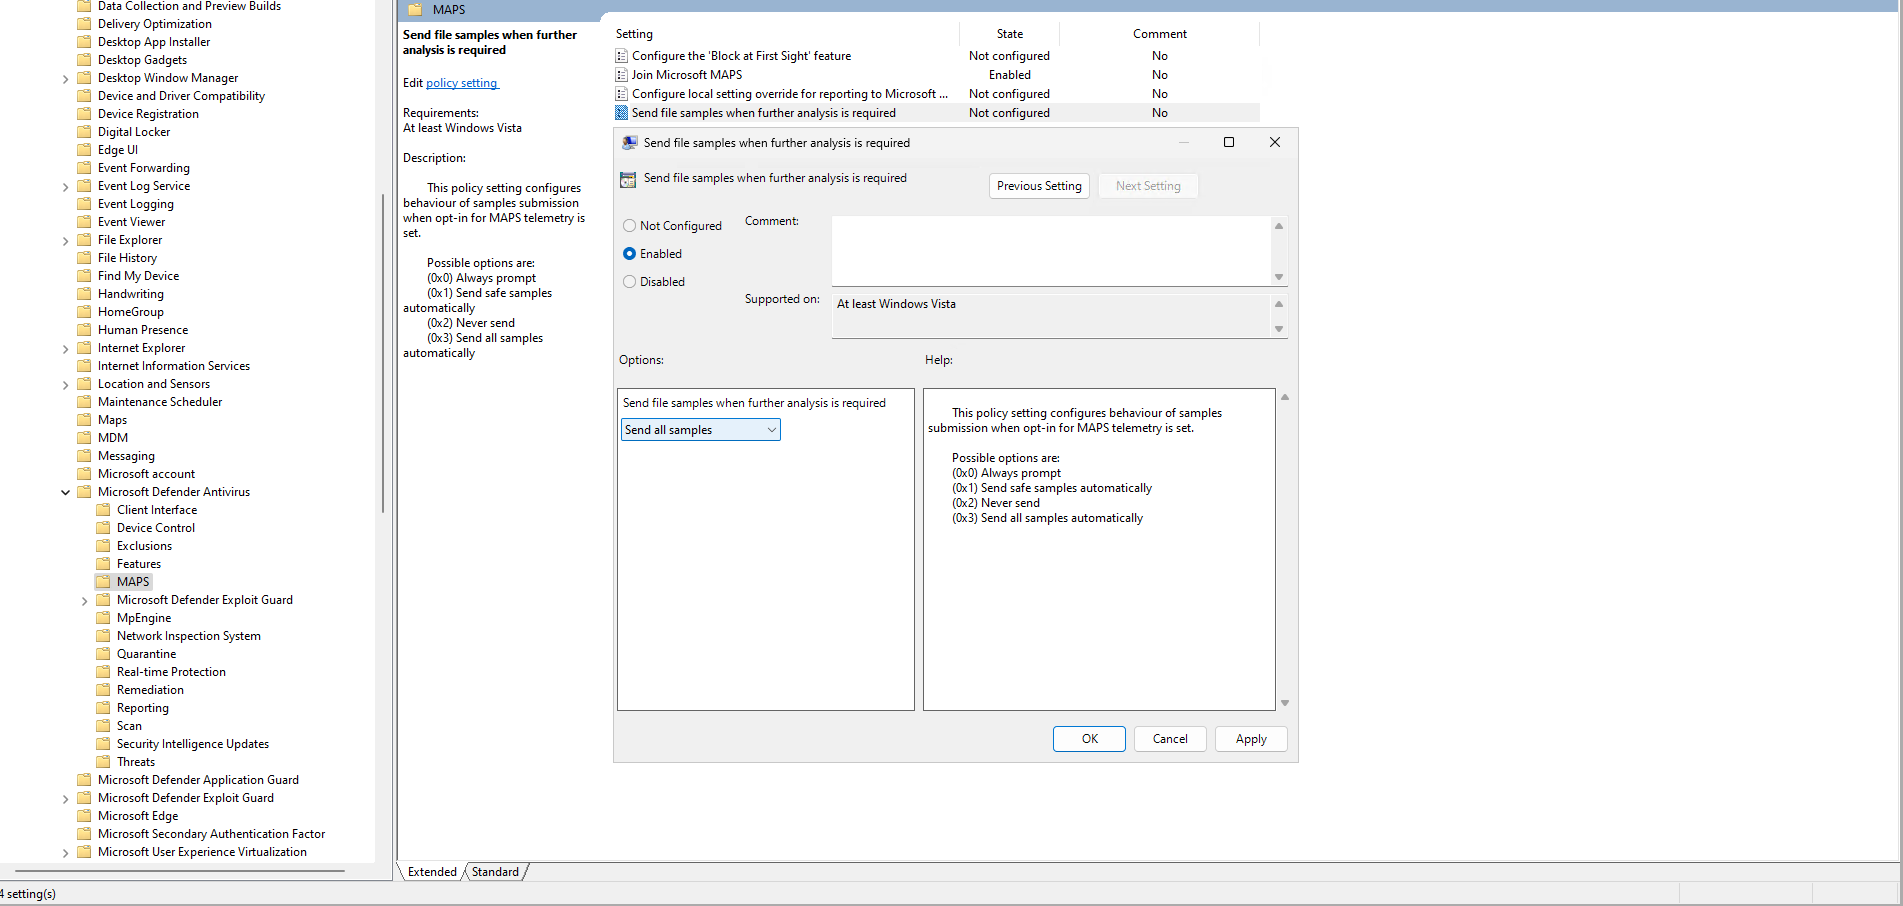 Data Collection and Preview Builds
Delivery Optimization
Desktop App Installer
Desktop Gadgets
Desktop Window Manager
Device and Driver Compatibility
Device Registration
Digital Locker
Edge UI
Event Forwarding
Event Log Service
Event Logging
Event Viewer
File Explorer
File History
Find My Device
Handwriting
HomeGroup
Human Presence
Internet Explorer
Internet Information Services
Location and Sensors
Maintenance Scheduler
Maps
MDM
Messaging
Microsoft account
Microsoft Defender Antivirus
Client Interface
Device Control
Exclusions
Features
MAPS
Microsoft Defender Exploit Guard
MpEngine
Network Inspection System
Quarantine
Real-time Protection
Remediation
Reporting
Scan
Security Intelligence Updates
Threats
Microsoft Defender Application Guard
Microsoft Defender Exploit Guard
Microsoft Edge
Microsoft Secondary Authentication Factor
Microsoft User Experience Virtualization
MAPS
Send file samples when further
analysis is required
Edit policy setting
Requirements:
At least Windows Vista
Description:
This policy setting configures
behaviour of samples submission
when opt-in for MAPS telemetry is
set.
Possible options are:
(0x0) Always prompt
(0x1) Send safe samples
automatically
(0x2) Never send
(0x3) Send all samples
automatically
Setting State Comment
Configure the 'Block at First Sight' feature Not configured No
Join Microsoft MAPS Enabled No
Configure local setting override for reporting to Microsoft ... Not configured No
Send file samples when further analysis is required Not configured No
Send file samples when further analysis is required
Send file samples when further analysis is required
Previous Setting Next Setting
Not Configured
Enabled
Disabled
Comment:
Supported on: At least Windows Vista
Options:
Help:
Send file samples when further analysis is required
Send all samples
This policy setting configures behaviour of samples
submission when opt-in for MAPS telemetry is set.
Possible options are:
(0x0) Always prompt
(0x1) Send safe samples automatically
(0x2) Never send
(0x3) Send all samples automatically
OK Cancel Apply
Extended Standard
4 setting(s)